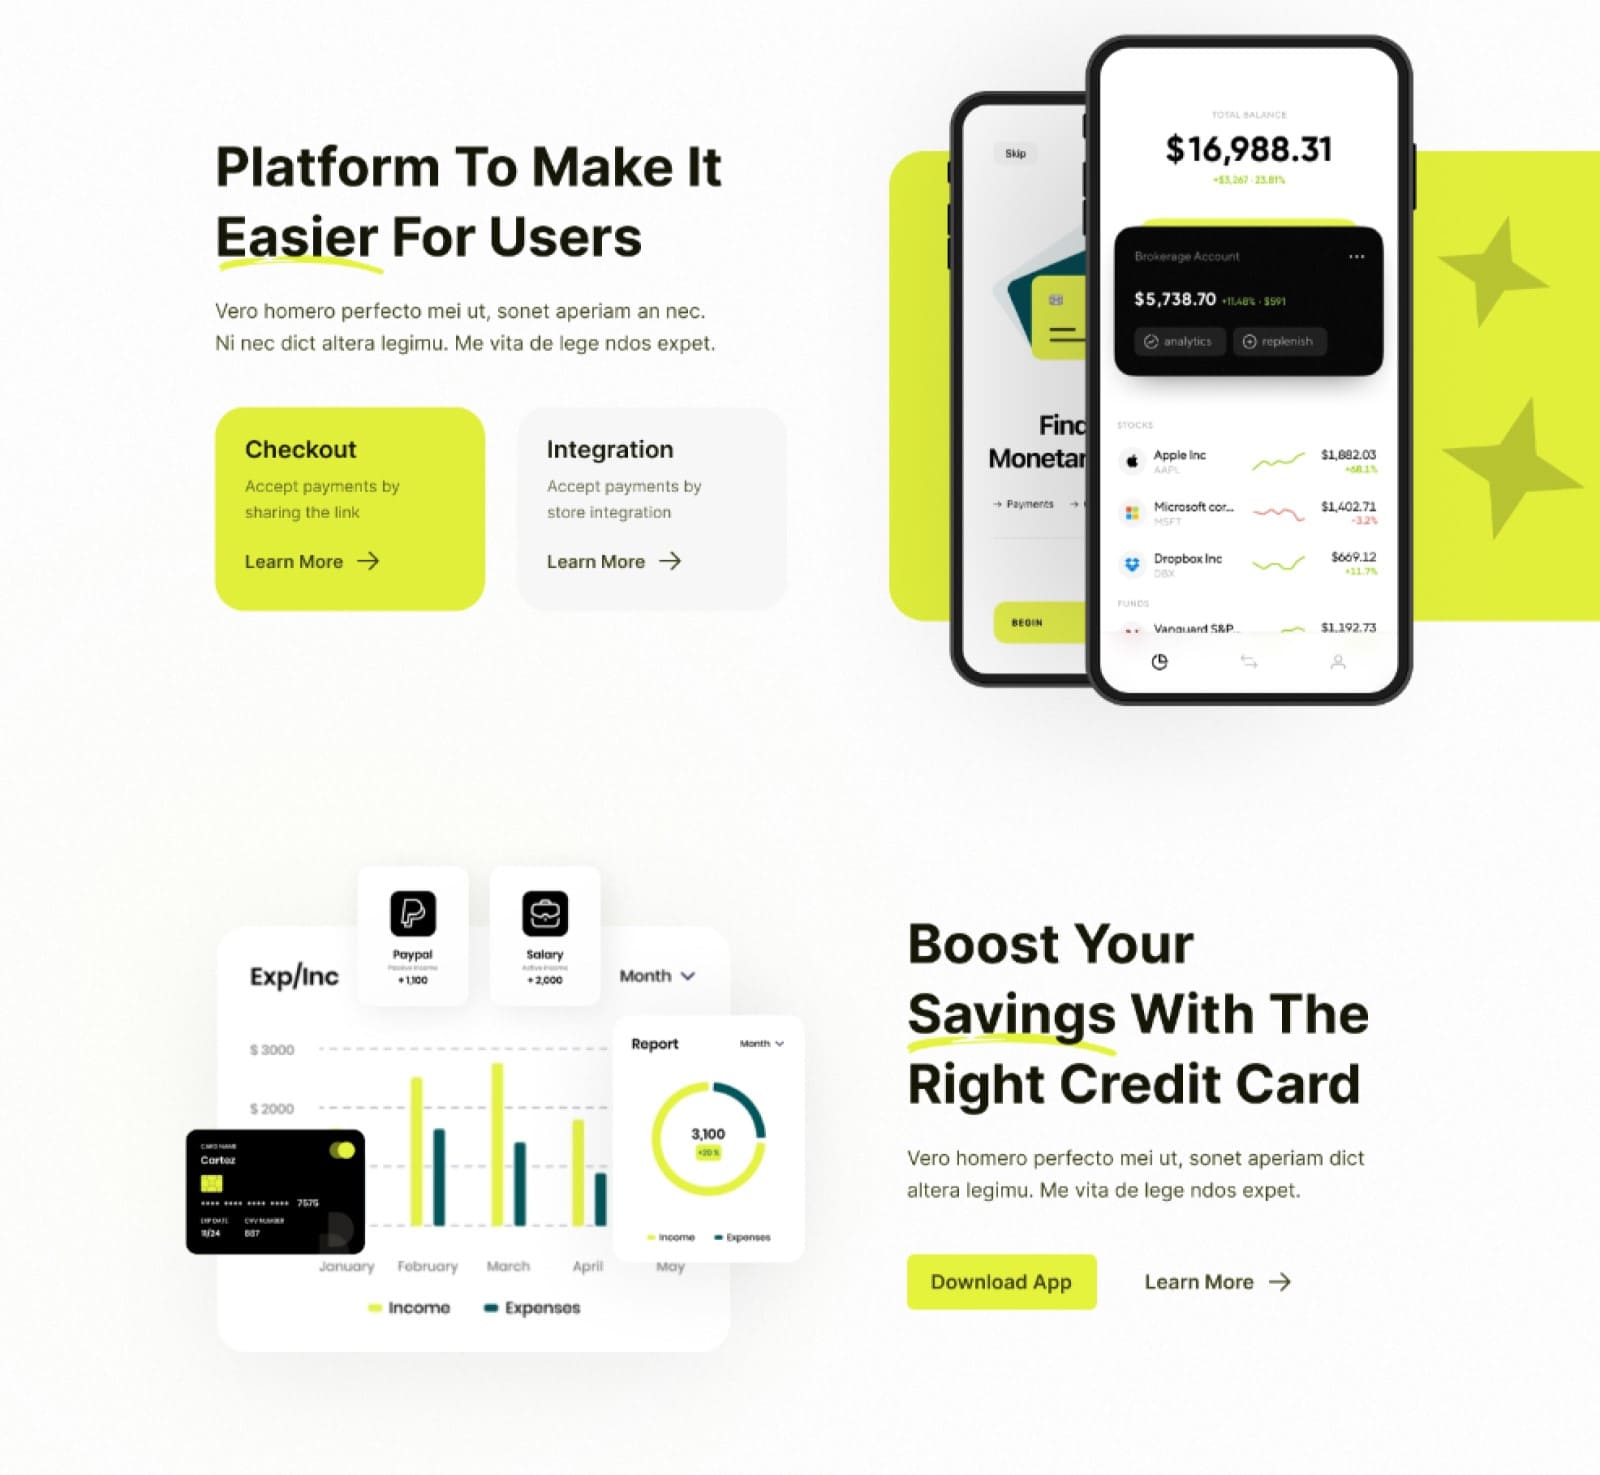 Platform To Make It
Easier For Users
Vero homero perfecto mei ut, sonet aperiam an nec.
Ni nec dict altera legimu. Me vita de lege ndos expet.
Checkout
Accept payments by
sharing the link
Learn More
Integration
Accept payments by
store integration
Learn More
Skip
Find
Monetar
Payments
BEGIN
TOTAL BALANCE
$16,988.31
+$3,267 · 23.81%
Brokerage Account
$5,738.70 +11.48% · $591
analytics
replenish
STOCKS
Apple Inc $1,882.03
AAPL +68.1%
Microsoft cor... $1,402.71
MSFT -3.2%
Dropbox Inc $669.12
DBX +11.7%
FUNDS
Vanguard S&P... $1,192.73
Paypal
Passive Income
+1,100
Salary
Active Income
+2,000
Exp/Inc
Month
$ 3000
$ 2000
Report
Month
3,100
+20 %
Income Expenses
CARD NAME
Cortez
**** **** **** **** 7575
EXP DATE CVV NUMBER
11/24 887
January February March April May
Income Expenses
Boost Your
Savings With The
Right Credit Card
Vero homero perfecto mei ut, sonet aperiam dict
altera legimu. Me vita de lege ndos expet.
Download App
Learn More